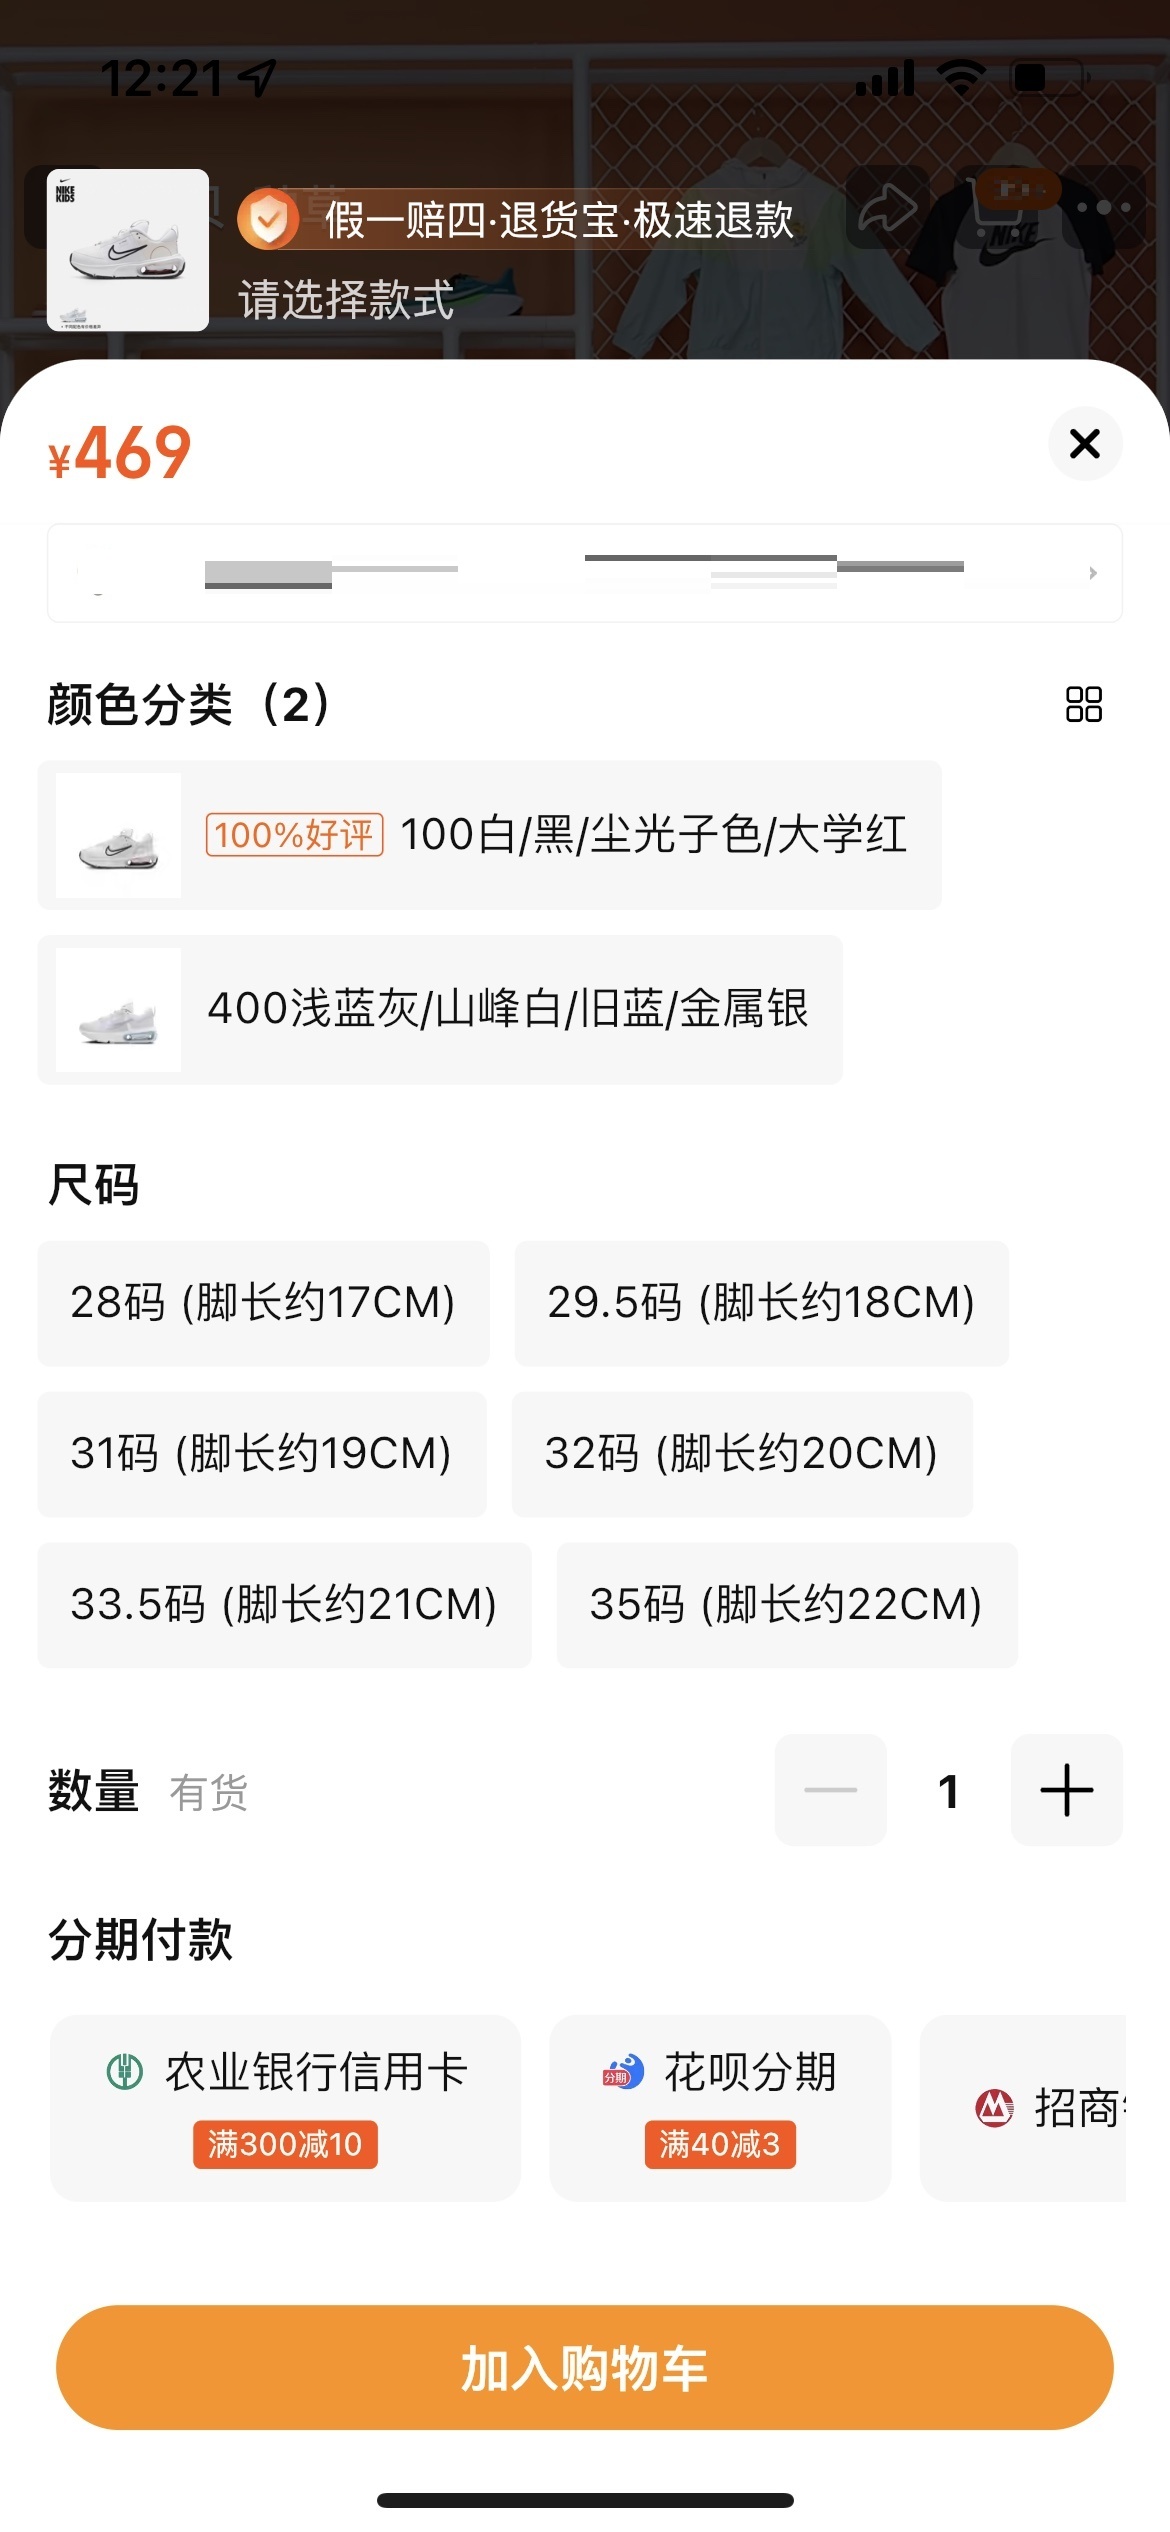 12:21
NIKE
KIDS
假一赔四·退货宝·极速退款
请选择款式
NIKE
¥469
颜色分类（2）
100%好评 100白/黑/尘光子色/大学红
400浅蓝灰/山峰白/旧蓝/金属银
尺码
28码 (脚长约17CM) 29.5码 (脚长约18CM)
31码 (脚长约19CM) 32码 (脚长约20CM)
33.5码 (脚长约21CM) 35码 (脚长约22CM)
数量 有货 1
分期付款
农业银行信用卡 分期 花呗分期 招商
满300减10 满40减3
加入购物车